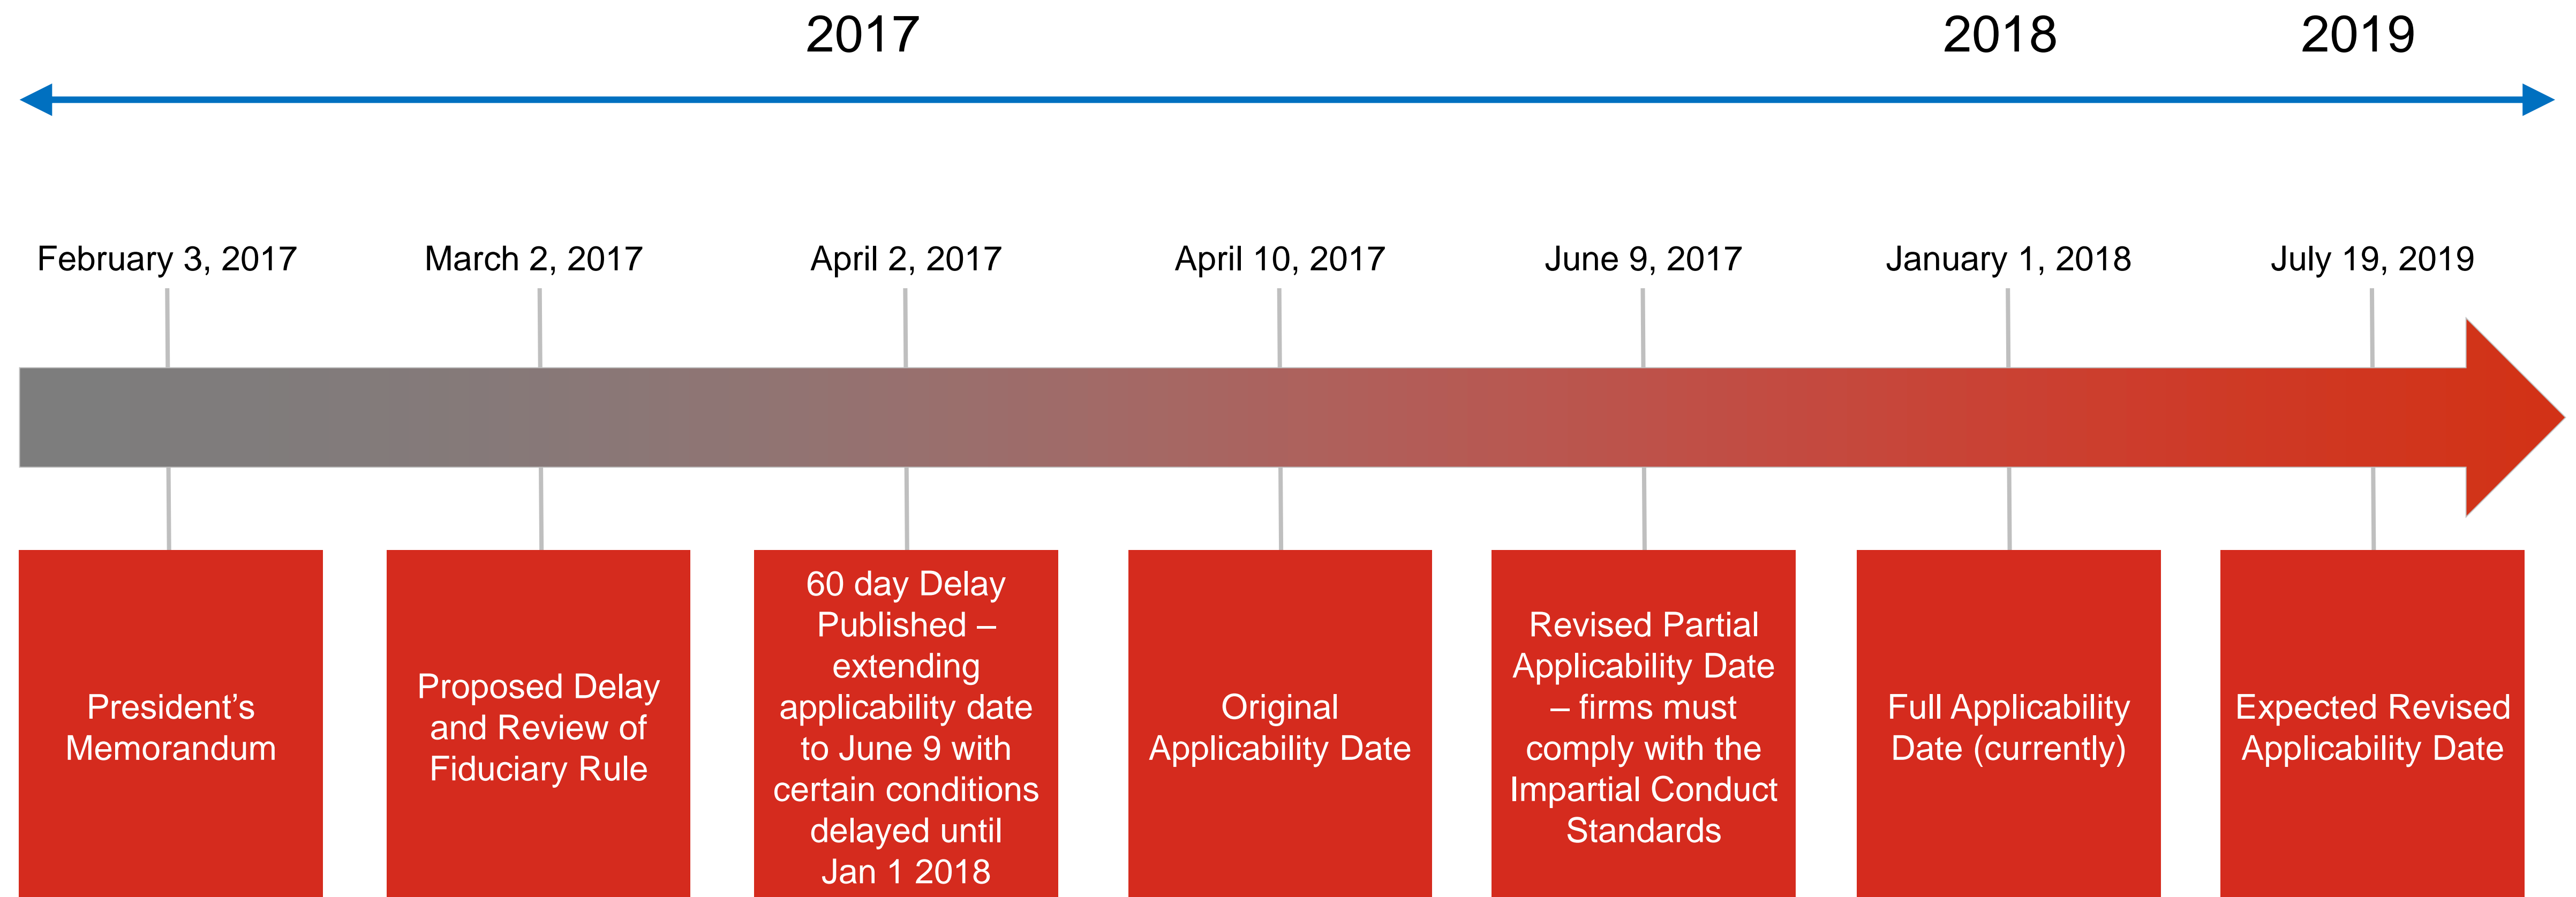 2017
2018
2019
February 3, 2017
March 2, 2017
April 2, 2017
April 10, 2017
June 9, 2017
January 1, 2018
July 19, 2019
President’s
Memorandum
Proposed Delay
and Review of
Fiduciary Rule
60 day Delay
Published –
extending
applicability date
to June 9 with
certain conditions
delayed until
Jan 1 2018
Original
Applicability Date
Revised Partial
Applicability Date
– firms must
comply with the
Impartial Conduct
Standards
Full Applicability
Date (currently)
Expected Revised
Applicability Date